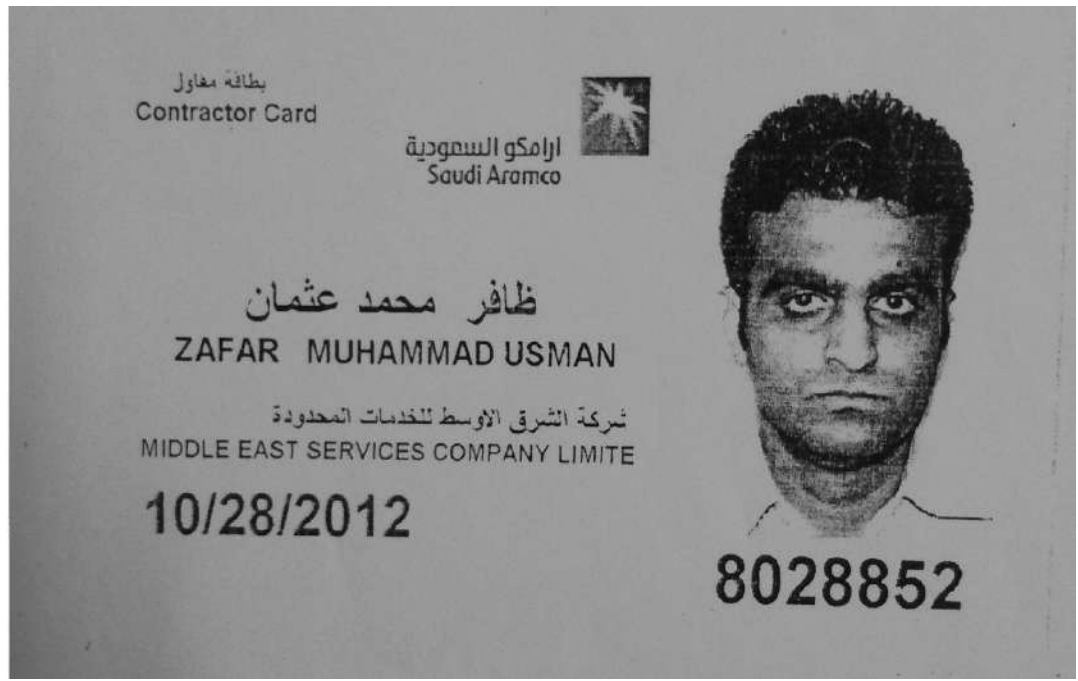 بطاقة مقاول
Contractor Card
ارامكو السعودية
Saudi Aramco
ظافر محمد عثمان
ZAFAR MUHAMMAD USMAN
شركة الشرق الاوسط للخدمات المحدودة
MIDDLE EAST SERVICES COMPANY LIMITE
10/28/2012
8028852